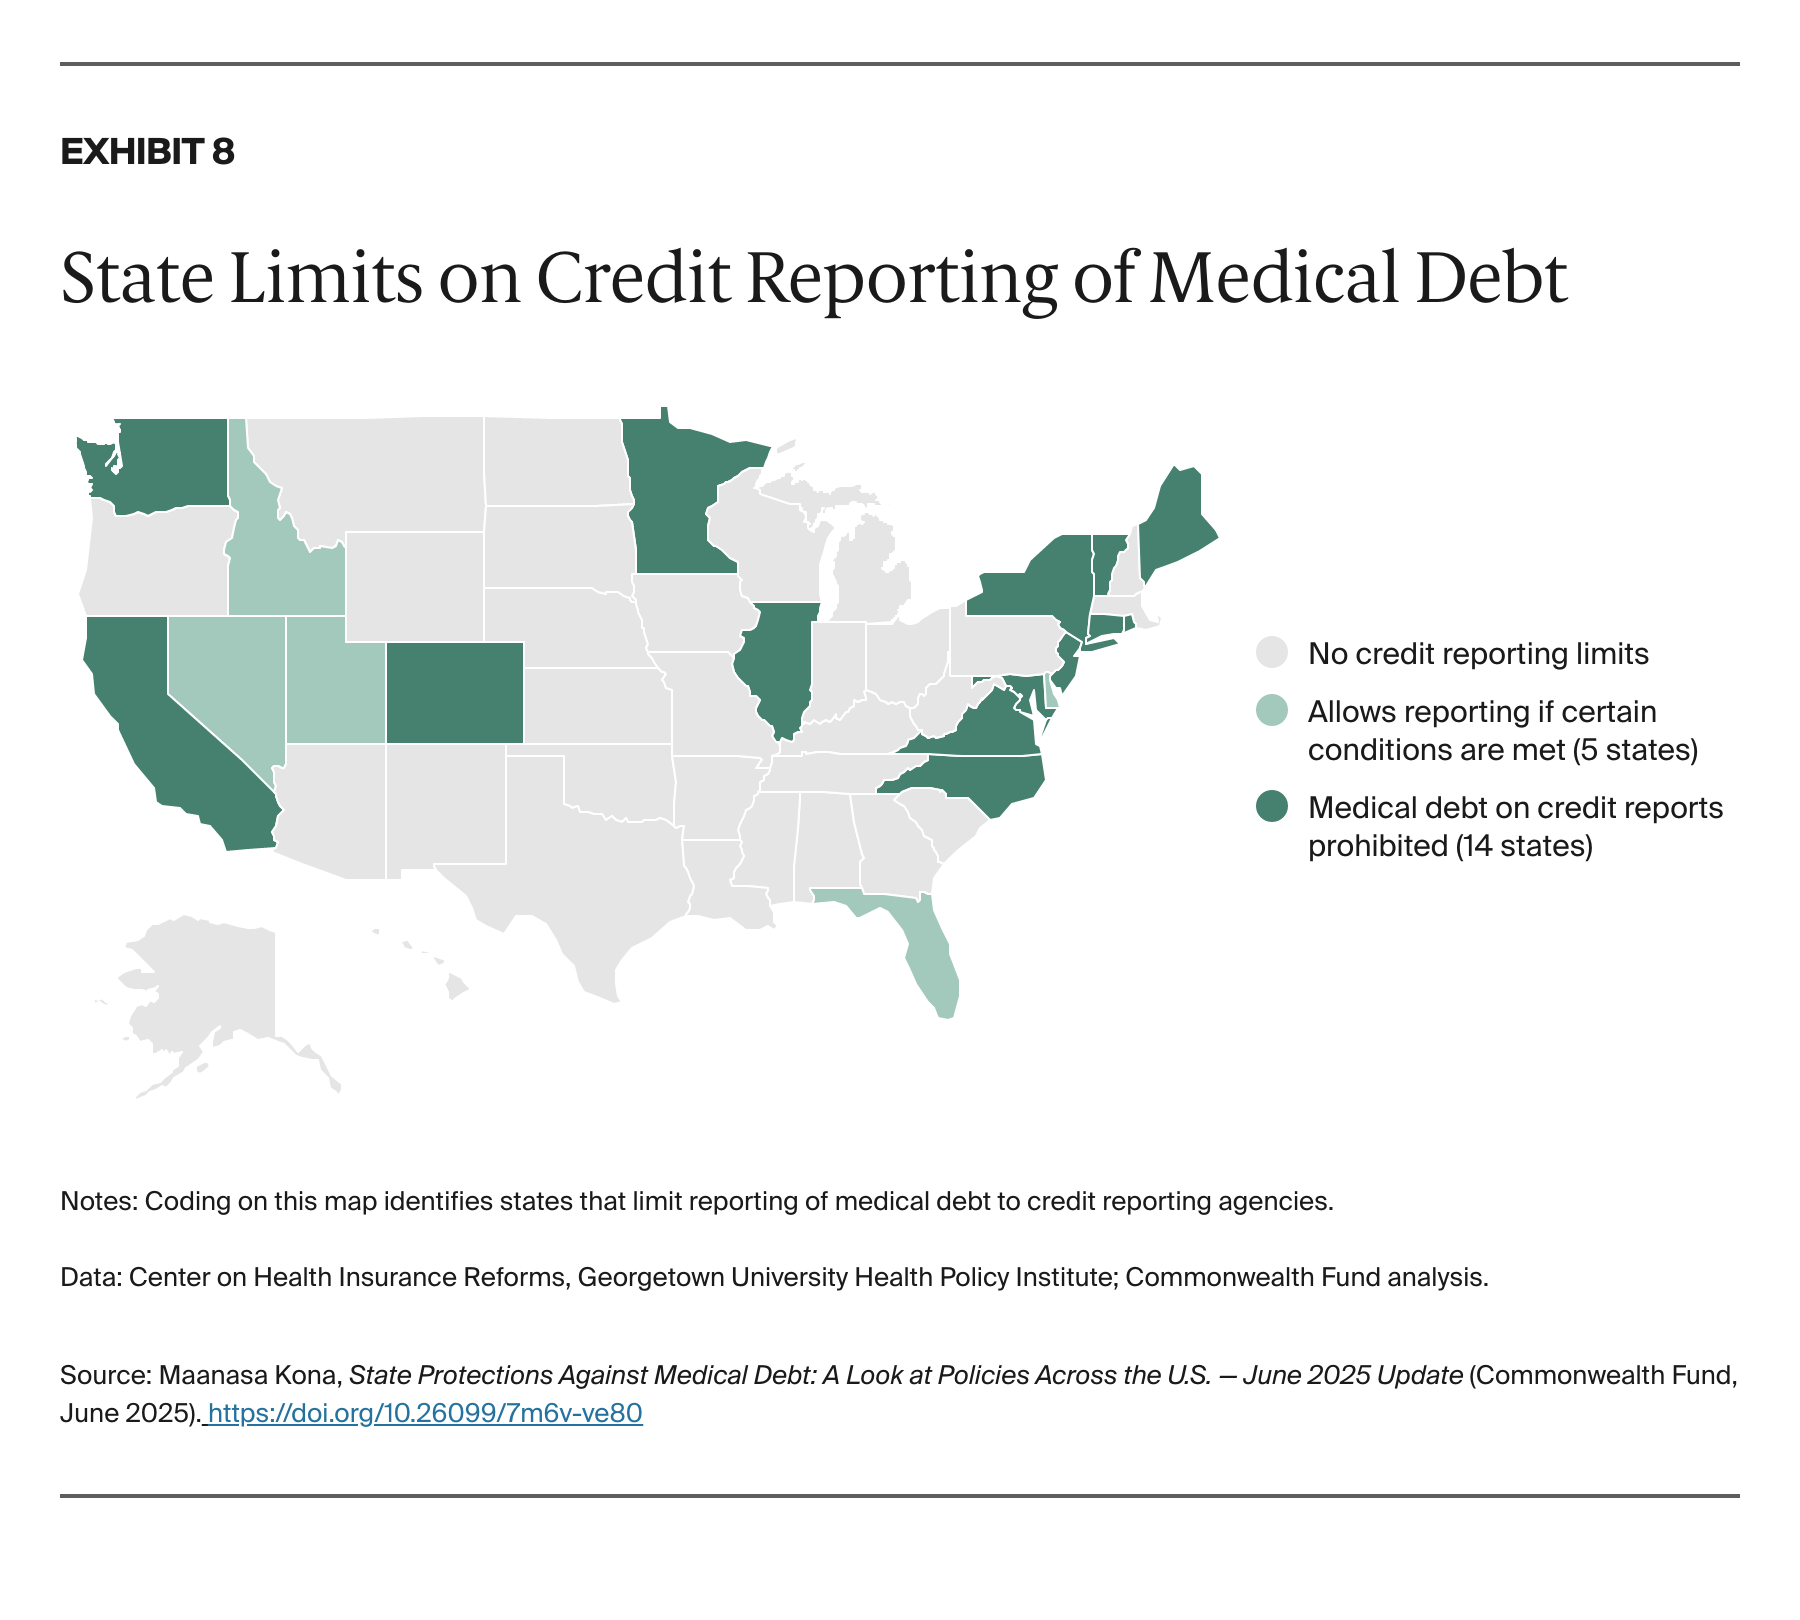 EXHIBIT 8
State Limits on Credit Reporting of Medical Debt
No credit reporting limits
Allows reporting if certain
conditions are met (5 states)
Medical debt on credit reports
prohibited (14 states)
Notes: Coding on this map identifies states that limit reporting of medical debt to credit reporting agencies.
Data: Center on Health Insurance Reforms, Georgetown University Health Policy Institute; Commonwealth Fund analysis.
Source: Maanasa Kona, State Protections Against Medical Debt: A Look at Policies Across the U.S. — June 2025 Update (Commonwealth Fund,
June 2025). https://doi.org/10.26099/7m6v-ve80